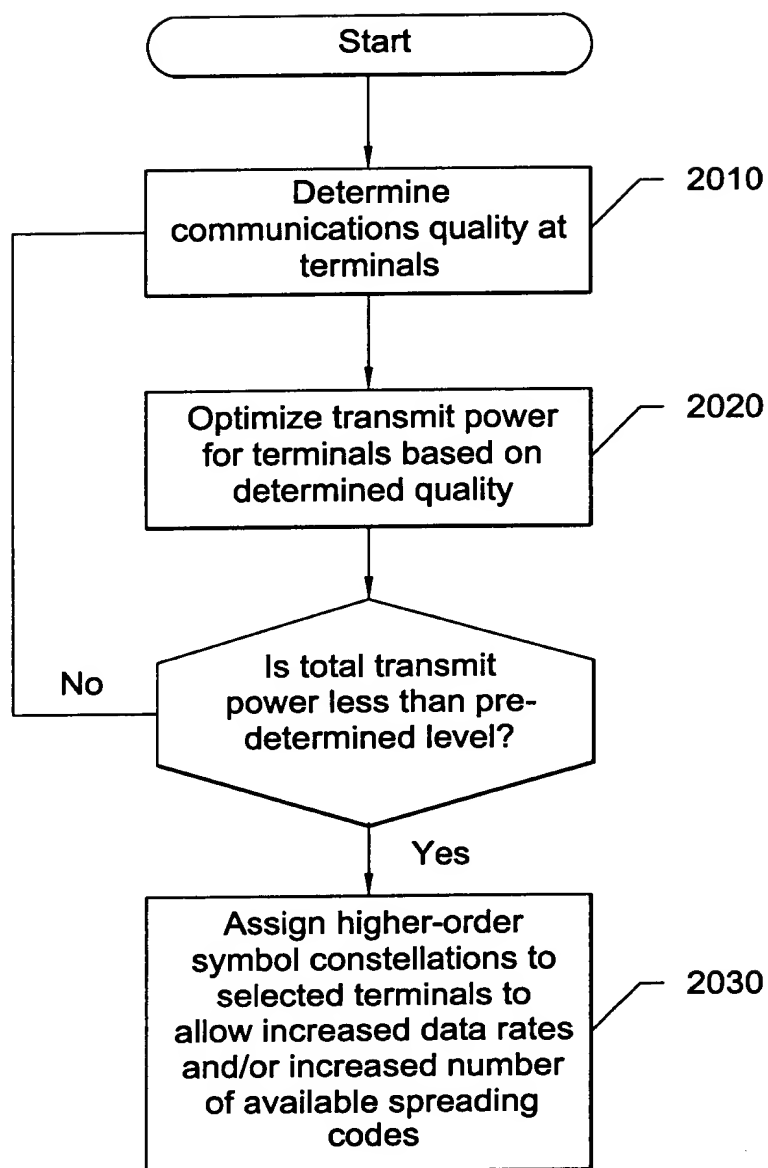 Start
Determine
communications quality at
terminals
2010
Optimize transmit power
for terminals based on
determined quality
2020
Is total transmit
power less than pre-
determined level?
No
Yes
Assign higher-order
symbol constellations to
selected terminals to
allow increased data rates
and/or increased number
of available spreading
codes
2030